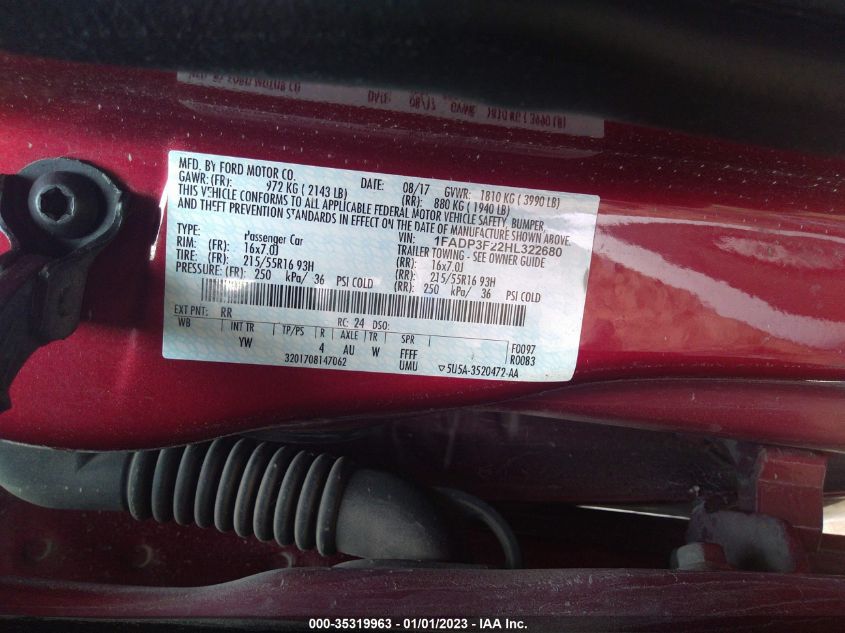 MFD. BY FORD MOTOR CO.
DATE: 08/17 GVWR: 1810 KG ( 3990 LB)
GAWR: (FR): 972 KG ( 2143 LB) (RR): 880 KG ( 1940 LB)
THIS VEHICLE CONFORMS TO ALL APPLICABLE FEDERAL MOTOR VEHICLE SAFETY, BUMPER,
AND THEFT PREVENTION STANDARDS IN EFFECT ON THE DATE OF MANUFACTURE SHOWN ABOVE.
VIN: 1FADP3F22HL322680
TYPE: Passenger Car TRAILER TOWING - SEE OWNER GUIDE
RIM: (FR): 16x7.0J (RR): 16x7.0J
TIRE: (FR): 215/55R16 93H (RR): 215/55R16 93H
PRESSURE: (FR): 250 kPa/ 36 PSI COLD (RR): 250 kPa/ 36 PSI COLD
EXT PNT: RR RC: 24 DSO:
WB INT TR TP/PS R AXLE TR SPR
YW 4 AU W FFFF F0097
UMU R0083
3201708147062 ▽5U5A-3520472-AA
000-35319963 - 01/01/2023 - IAA Inc.